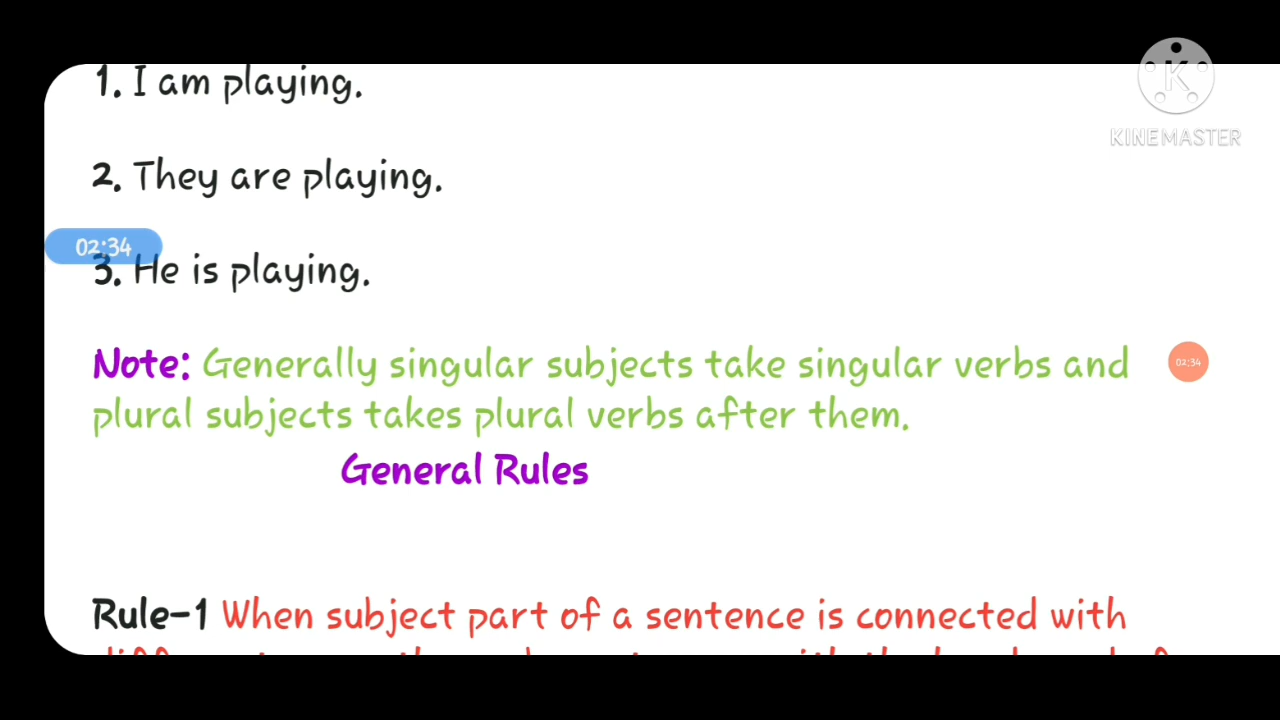 1. I am playing.
KINEMASTER
2. They are playing.
02:34
3. He is playing.
Note: Generally singular subjects take singular verbs and
02:34
plural subjects takes plural verbs after them.
General Rules
Rule-1 When subject part of a sentence is connected with